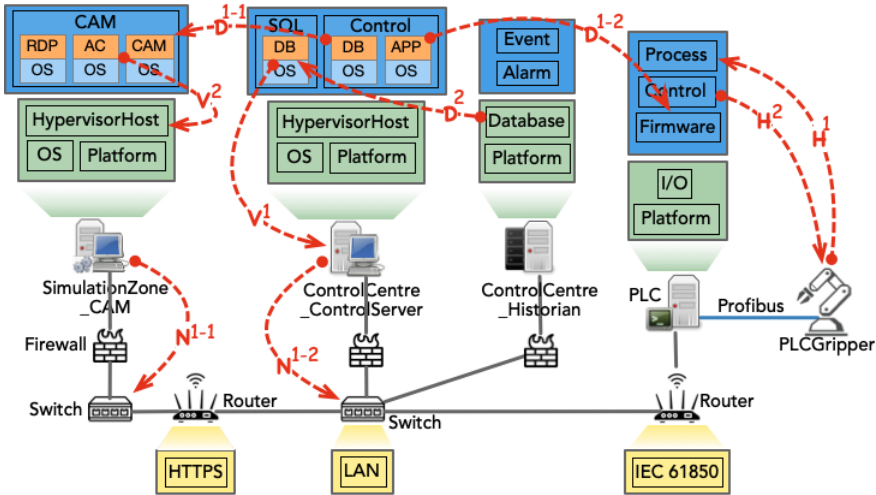 CAM
RDP AC CAM
OS OS OS
HypervisorHost
OS Platform
SQL Control
DB DB APP
OS OS OS
HypervisorHost
OS Platform
Event
Alarm
Database
Platform
Process
Control
Firmware
I/O
Platform
D1-1
D1-2
V2
D2
H2
H1
V1
N1-1
N1-2
SimulationZone
_CAM
ControlCentre
_ControlServer
ControlCentre
_Historian
PLC
Profibus
PLCGripper
Firewall
Switch
Router
Switch
Router
HTTPS
LAN
IEC 61850